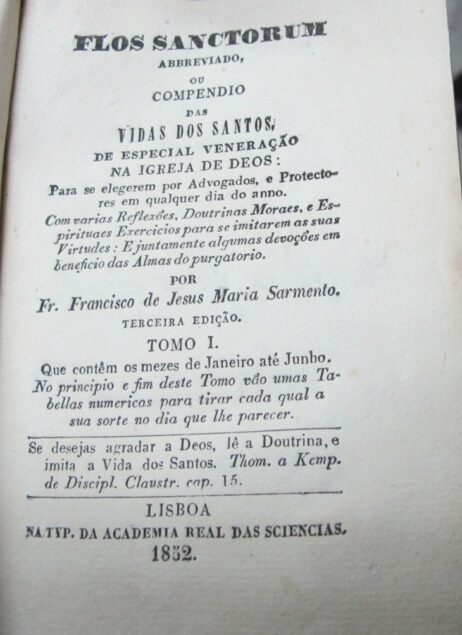 FLOS SANCTORUM
ABBREVIADO,
OU
COMPENDIO
DAS
VIDAS DOS SANTOS,
DE ESPECIAL VENERAÇÃO
NA IGREJA DE DEOS:
Para se elegerem por Advogados, e Protecto-
res em qualquer dia do anno.
Com varias Reflexões, Doutrinas Moraes, e Es-
pirituaes Exercicios para se imitarem as suas
Virtudes: E juntamente algumas devoções em
beneficio das Almas do purgatorio.
POR
Fr. Francisco de Jesus Maria Sarmento.
TERCEIRA EDIÇÃO.
TOMO I.
Que contêm os mezes de Janeiro até Junho.
No principio e fim deste Tomo vão umas Ta-
bellas numericas para tirar cada qual a
sua sorte no dia que lhe parecer.
Se desejas agradar a Deos, lê a Doutrina, e
imita a Vida dos Santos. Thom. a Kemp.
de Discipl. Claustr. cap. 15.
LISBOA
NA TYP. DA ACADEMIA REAL DAS SCIENCIAS.
1852.